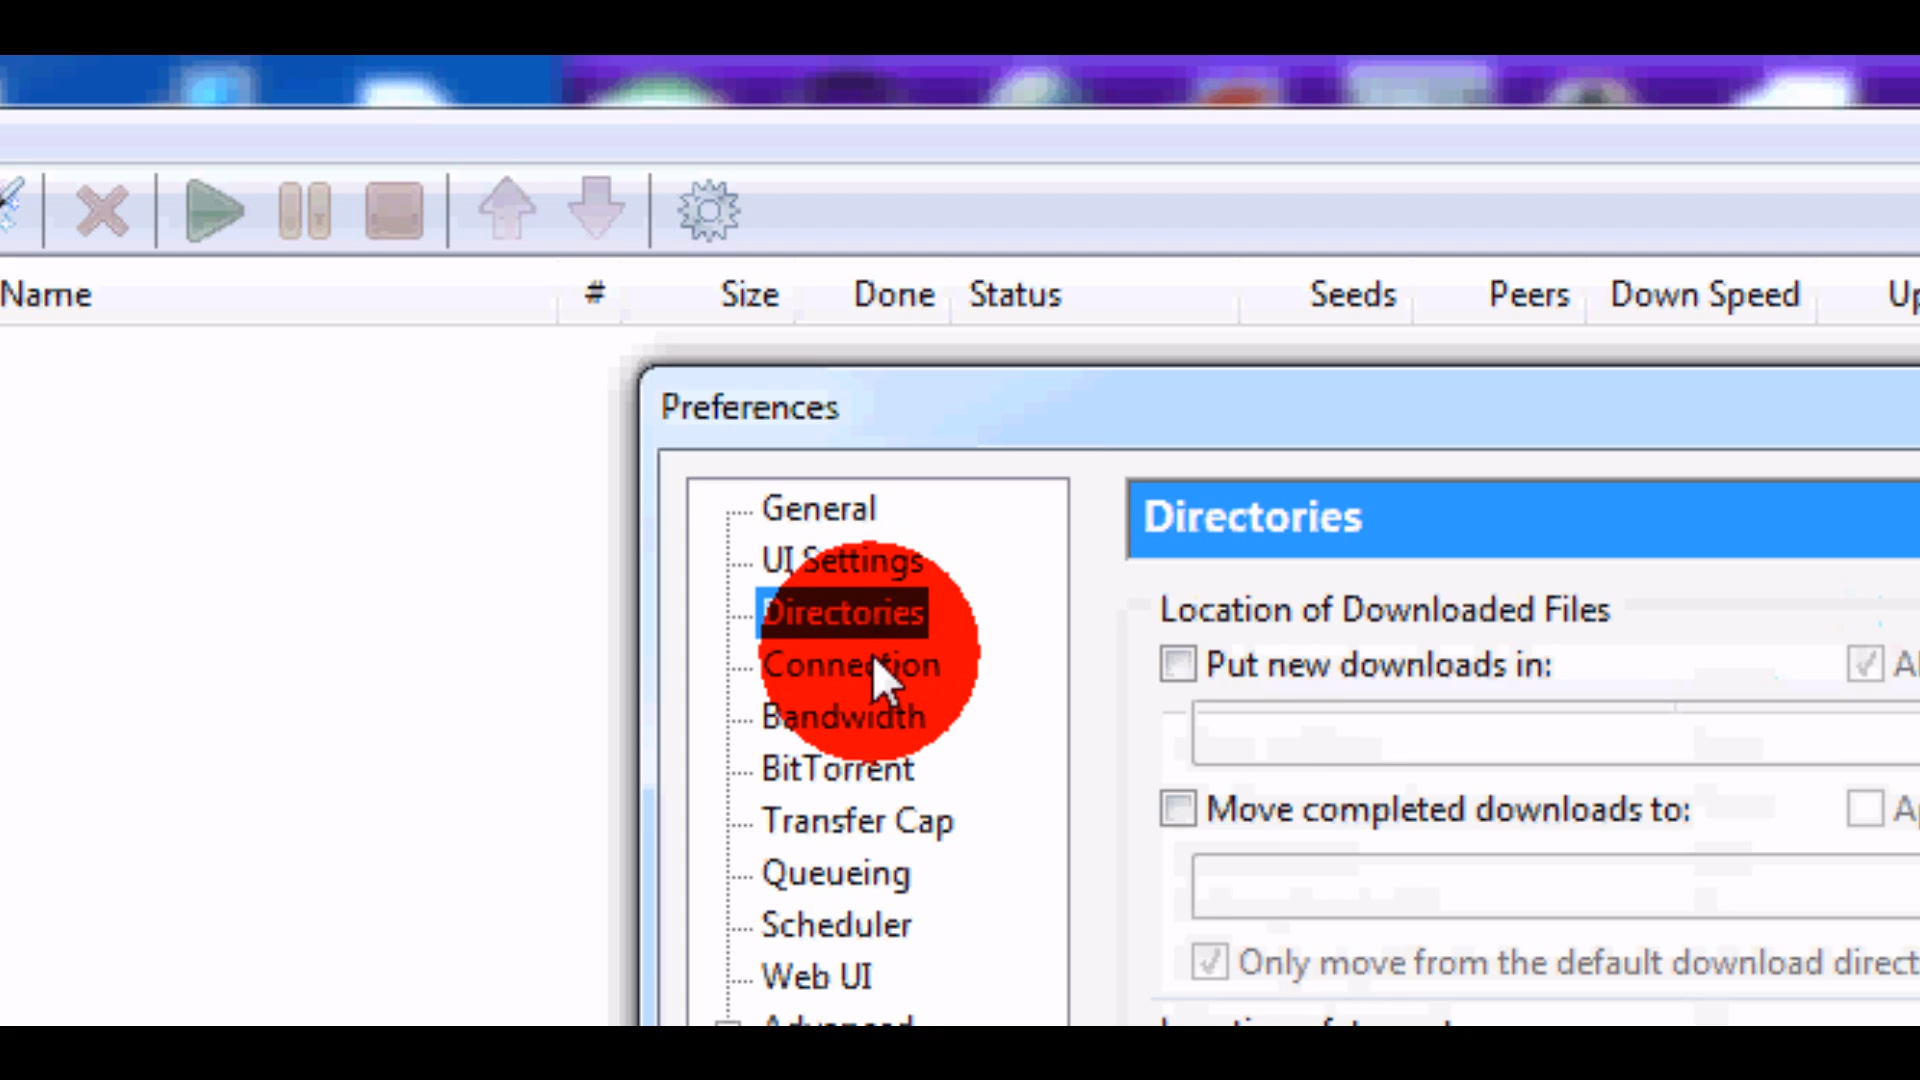 Name # Size Done Status Seeds Peers Down Speed
Preferences
General
UI Settings
Directories
Connection
Bandwidth
BitTorrent
Transfer Cap
Queueing
Scheduler
Web UI
Advanced
Directories
Location of Downloaded Files
Put new downloads in:
Move completed downloads to:
Only move from the default download direct